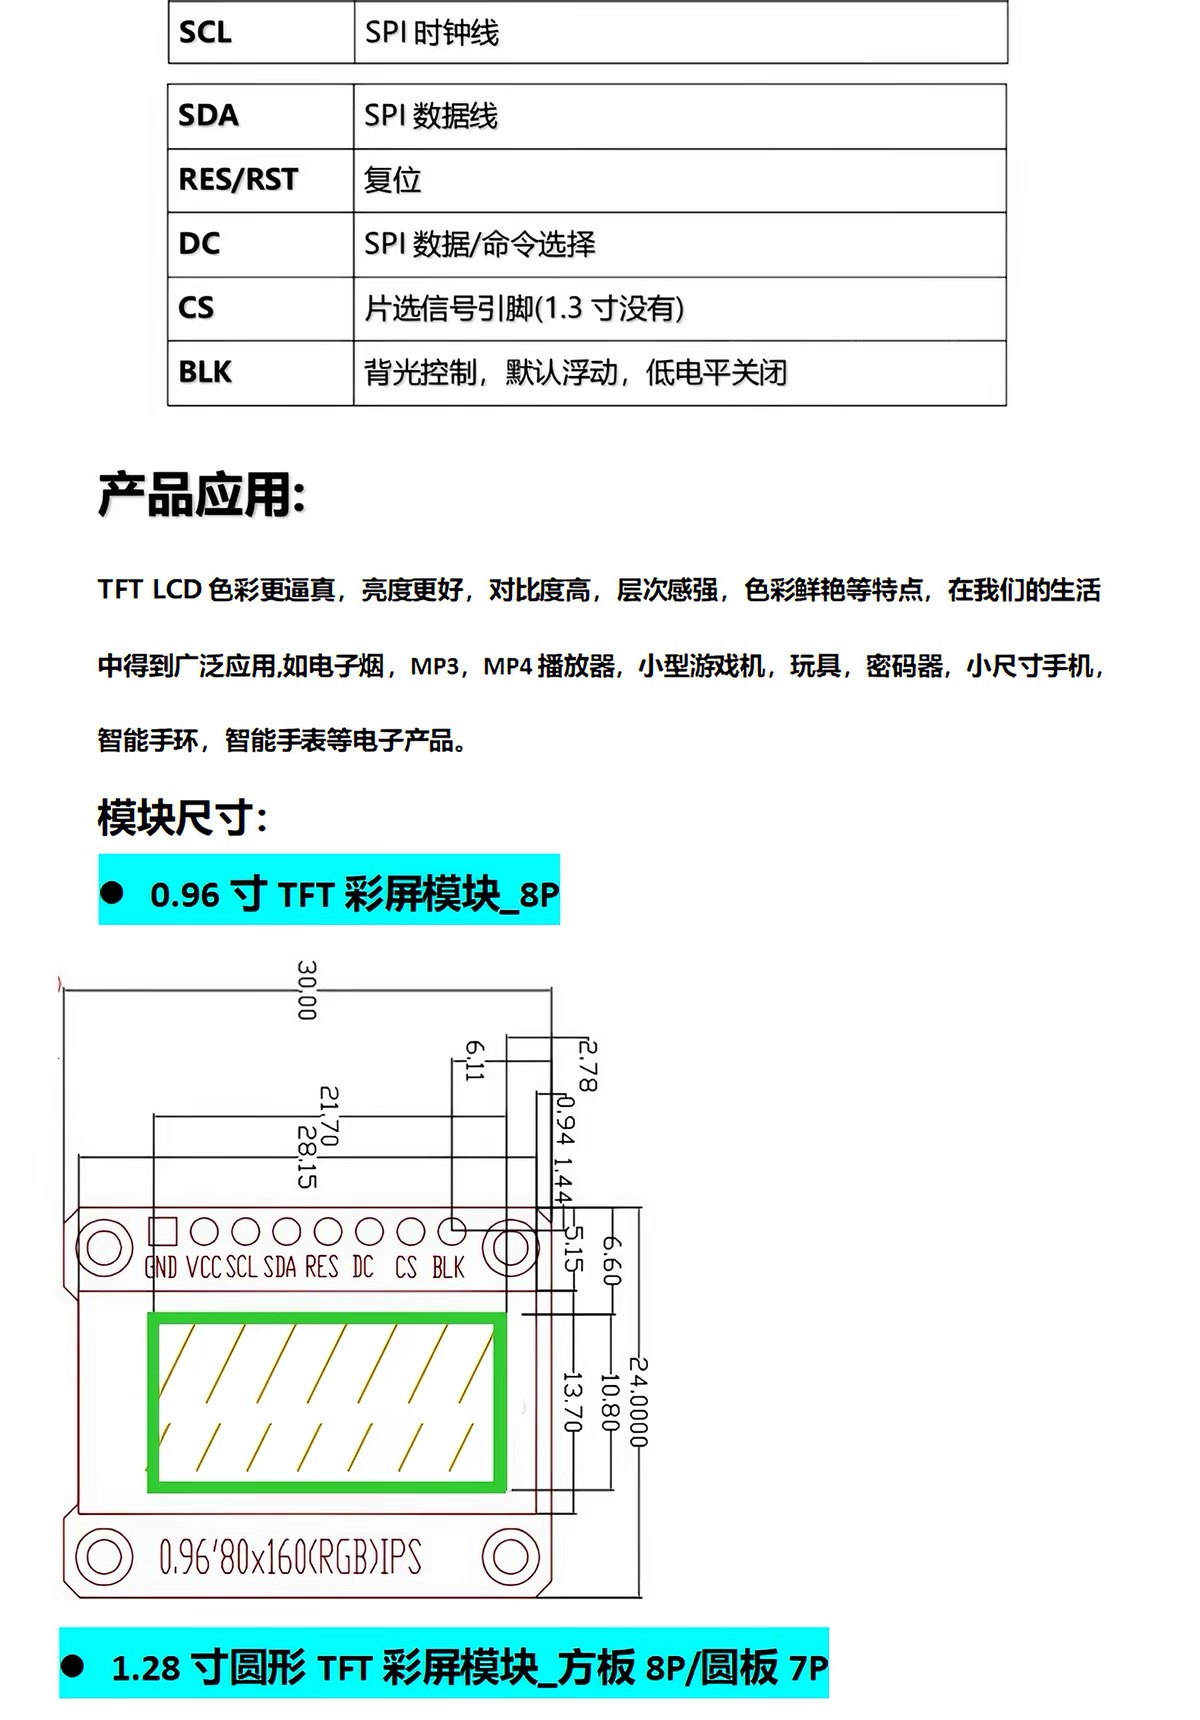 SCL SPI 时钟线
SDA SPI 数据线
RES/RST 复位
DC SPI 数据/命令选择
CS 片选信号引脚(1.3 寸没有)
BLK 背光控制，默认浮动，低电平关闭
产品应用:
TFT LCD 色彩更逼真，亮度更好，对比度高，层次感强，色彩鲜艳等特点，在我们的生活
中得到广泛应用,如电子烟，MP3，MP4 播放器，小型游戏机，玩具，密码器，小尺寸手机，
智能手环，智能手表等电子产品。
模块尺寸：
● 0.96 寸 TFT 彩屏模块_8P
30.00
6.11
2.78
21.70
0.94
28.15
1.44
5.15
6.60
GND VCC SCL SDA RES DC CS BLK
13.70
10.80
24.0000
0.96'80x160(RGB)IPS
● 1.28 寸圆形 TFT 彩屏模块_方板 8P/圆板 7P